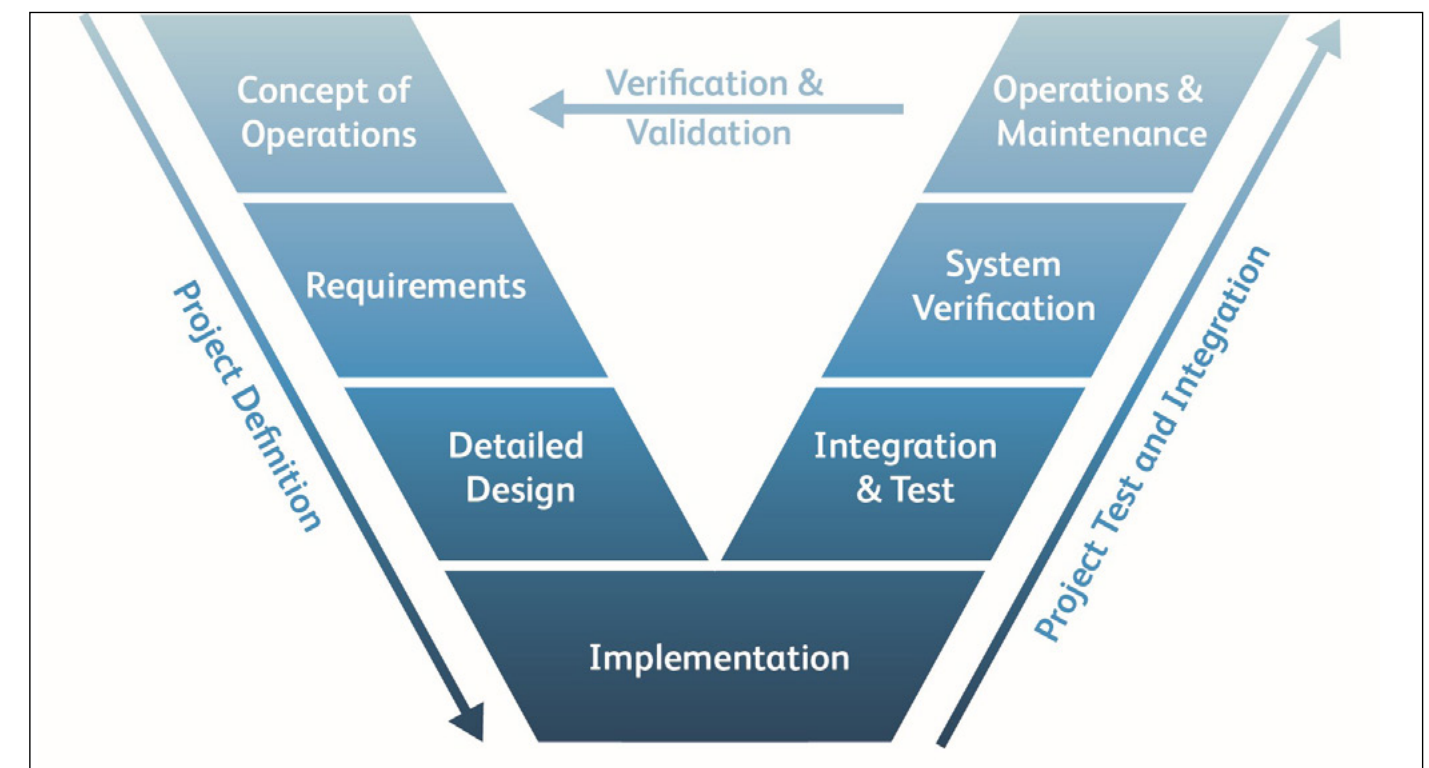 Concept of
Operations
Verification &
Validation
Operations &
Maintenance
Requirements
System
Verification
Project Definition
Detailed
Design
Integration
& Test
Project Test and Integration
Implementation